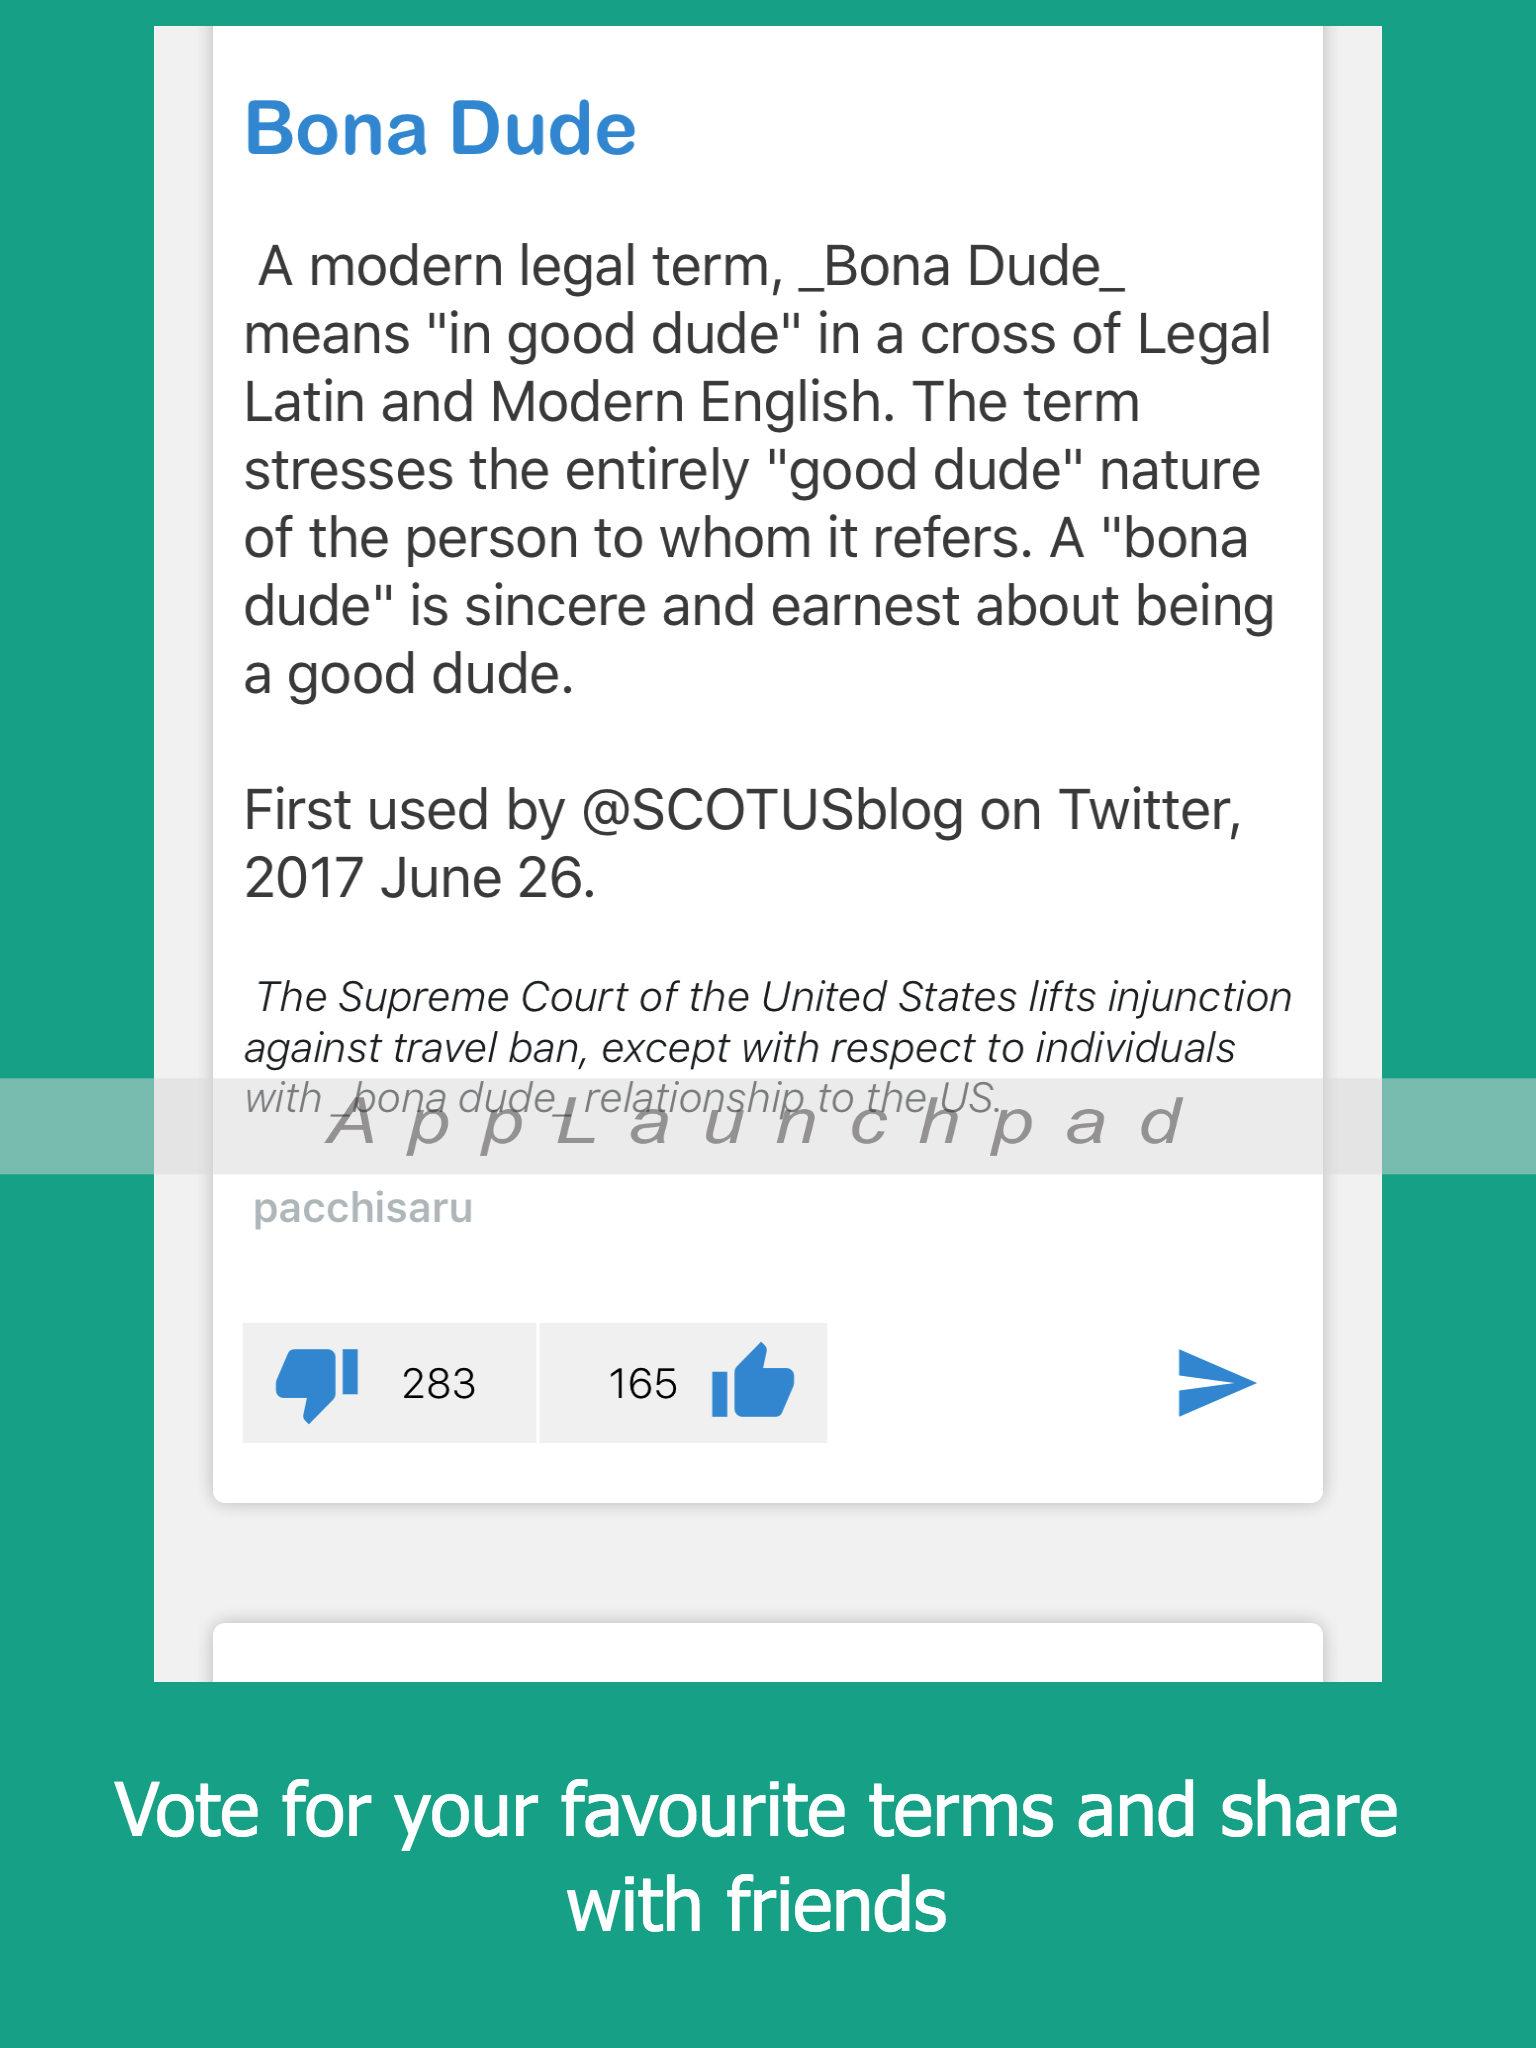 Bona Dude
A modern legal term, _Bona Dude_
means "in good dude" in a cross of Legal
Latin and Modern English. The term
stresses the entirely "good dude" nature
of the person to whom it refers. A "bona
dude" is sincere and earnest about being
a good dude.
First used by @SCOTUSblog on Twitter,
2017 June 26.
The Supreme Court of the United States lifts injunction
against travel ban, except with respect to individuals
with _bona dude_ relationship to the US.
AppLaunchpad
pacchisaru
283 165
Vote for your favourite terms and share
with friends